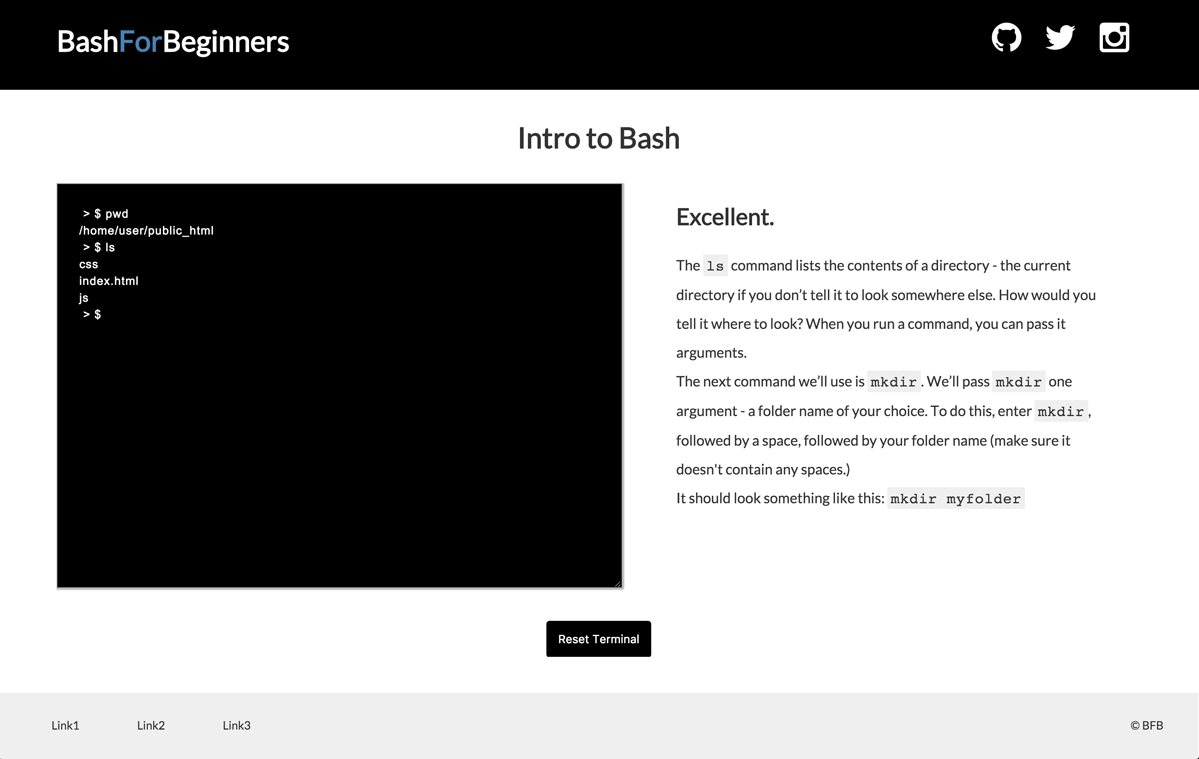 BashForBeginners
Intro to Bash
> $ pwd
/home/user/public_html
> $ ls
css
index.html
js
> $
Excellent.
The ls command lists the contents of a directory - the current
directory if you don’t tell it to look somewhere else. How would you
tell it where to look? When you run a command, you can pass it
arguments.
The next command we’ll use is mkdir. We’ll pass mkdir one
argument - a folder name of your choice. To do this, enter mkdir,
followed by a space, followed by your folder name (make sure it
doesn't contain any spaces.)
It should look something like this: mkdir myfolder
Reset Terminal
Link1 Link2 Link3 © BFB